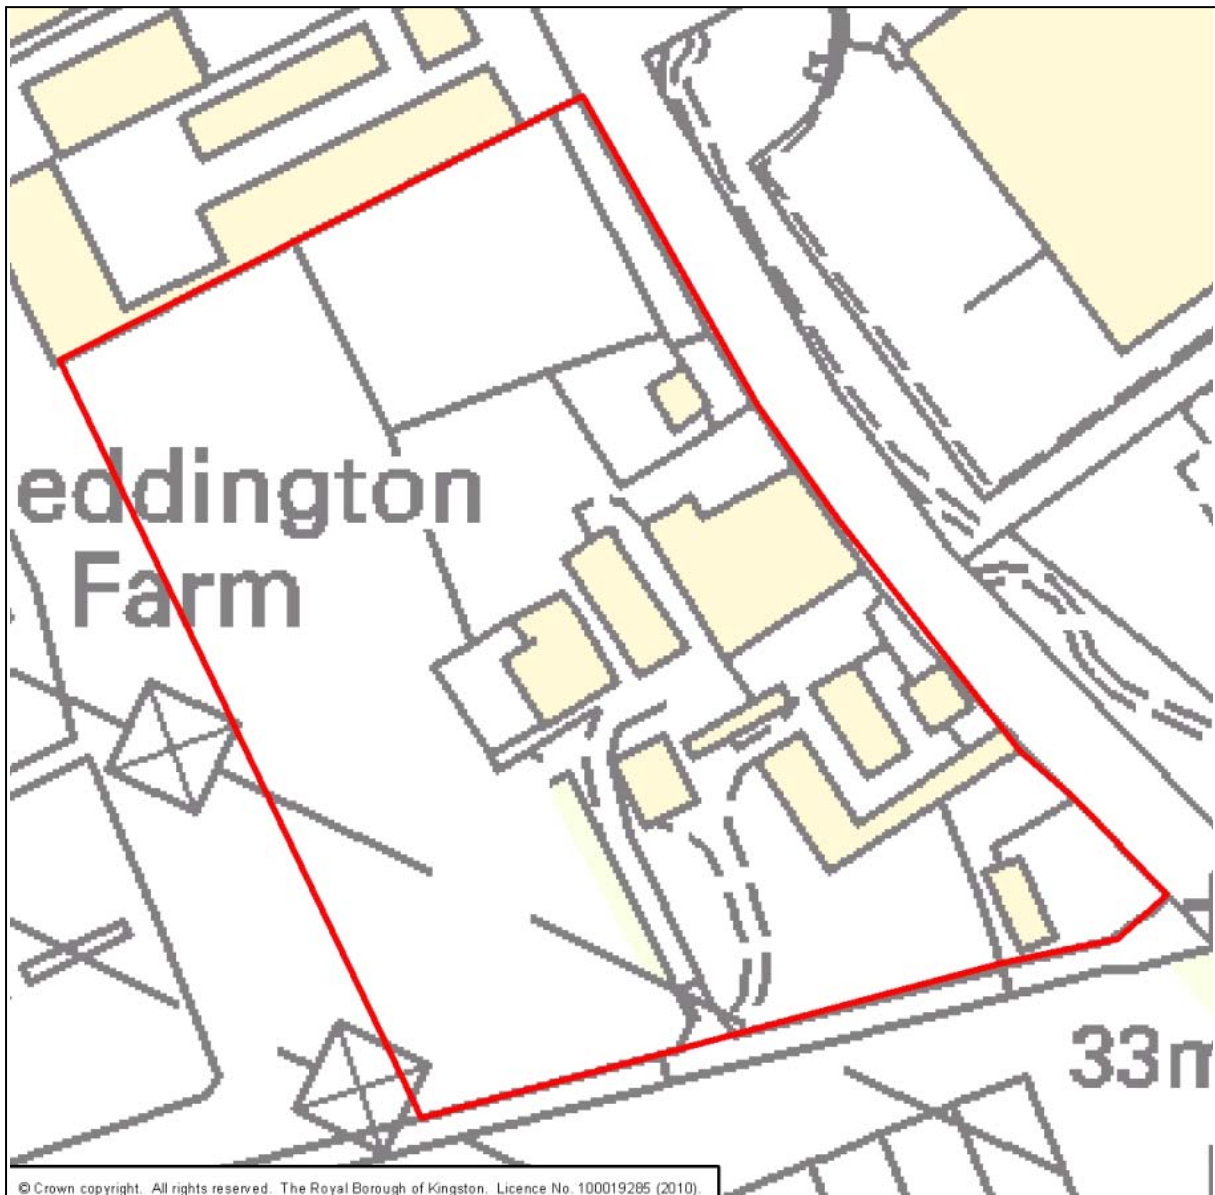 eddington
Farm
33m
© Crown copyright. All rights reserved. The Royal Borough of Kingston. Licence No. 100019285 (2010).